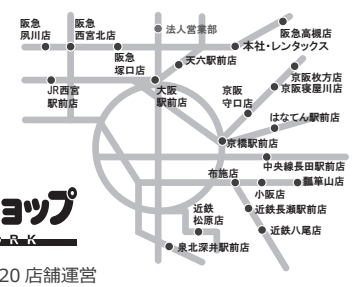 阪急
夙川店
阪急
西宮北店
法人営業部
阪急高槻店
本社・レンタックス
阪急
塚口店
天六駅前店
京阪枚方店
京阪寝屋川店
JR西宮
駅前店
大阪
駅前店
京阪
守口店
はなてん駅前店
京橋駅前店
中央線長田駅前店
布施店
瓢箪山店
小阪店
近鉄
松原店
近鉄長瀬駅前店
近鉄八尾店
泉北深井駅前店
ョップ
RK
20 店舗運営